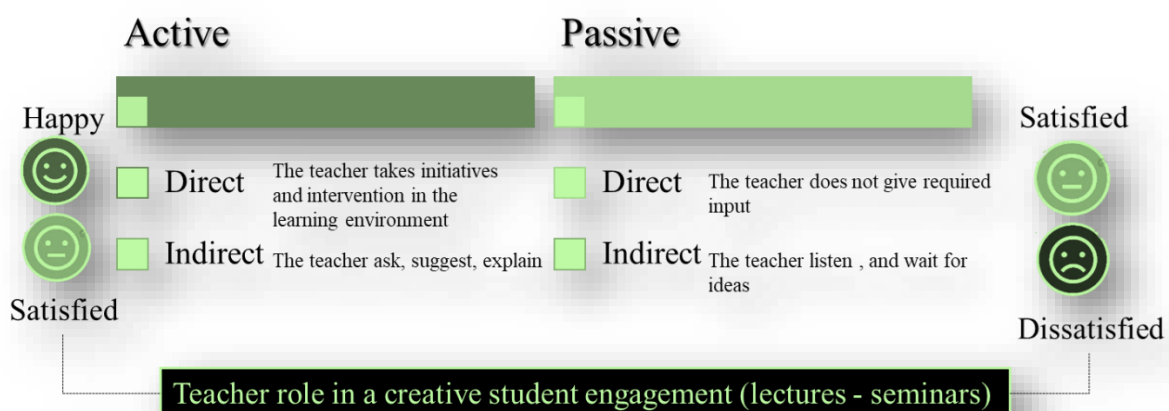 Active
Passive
Happy
Satisfied
Direct
The teacher takes initiatives
and intervention in the
learning environment
Direct
The teacher does not give required
input
Indirect
The teacher ask, suggest, explain
Indirect
The teacher listen , and wait for
ideas
Satisfied
Dissatisfied
Teacher role in a creative student engagement (lectures - seminars)